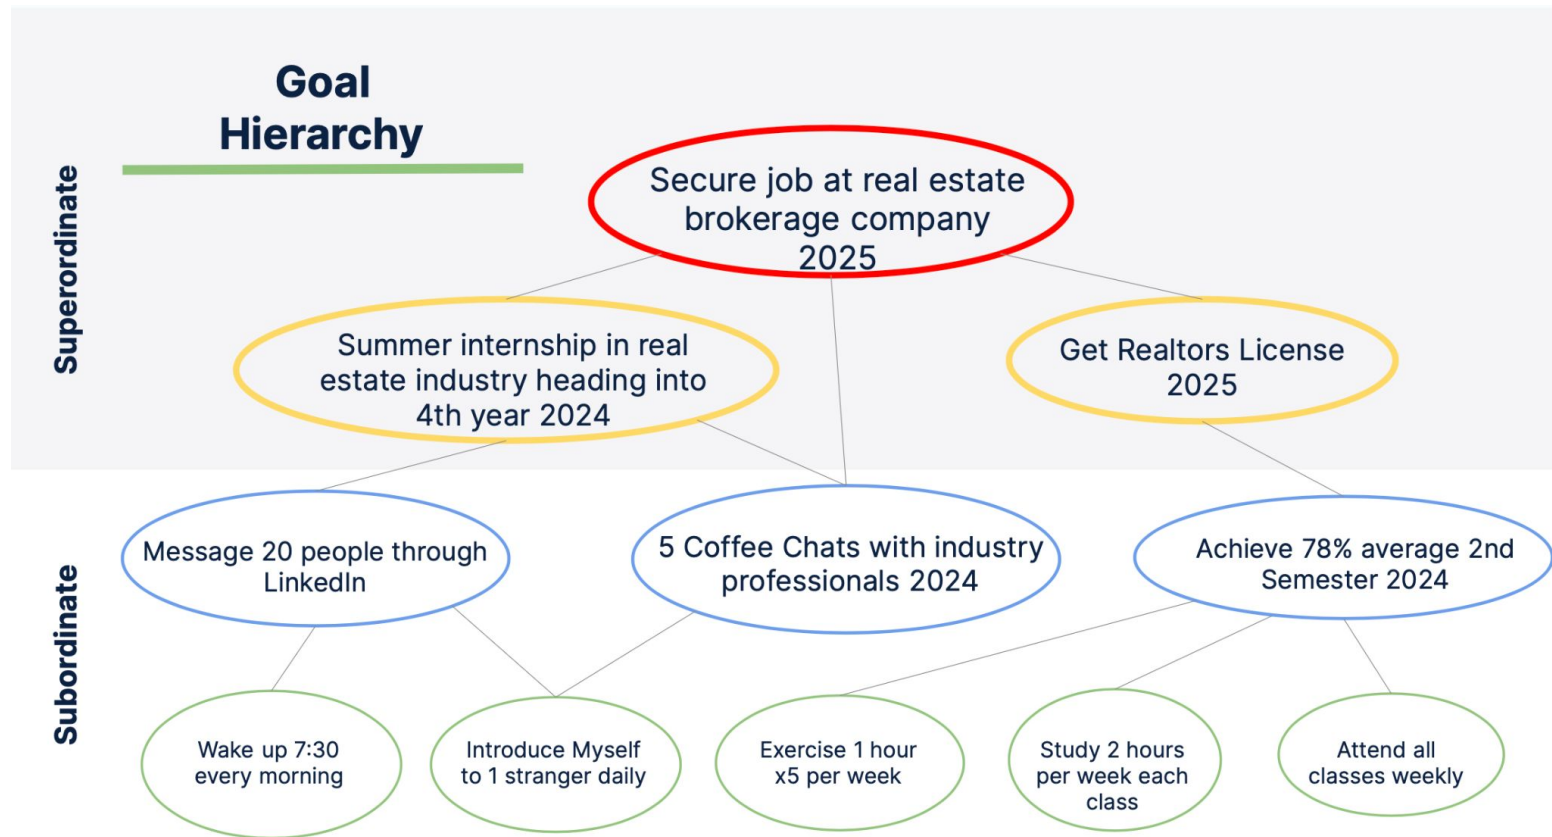 Goal
Hierarchy
Superordinate
Secure job at real estate
brokerage company
2025
Summer internship in real
estate industry heading into
4th year 2024
Get Realtors License
2025
Subordinate
Message 20 people through
LinkedIn
5 Coffee Chats with industry
professionals 2024
Achieve 78% average 2nd
Semester 2024
Wake up 7:30
every morning
Introduce Myself
to 1 stranger daily
Exercise 1 hour
x5 per week
Study 2 hours
per week each
class
Attend all
classes weekly